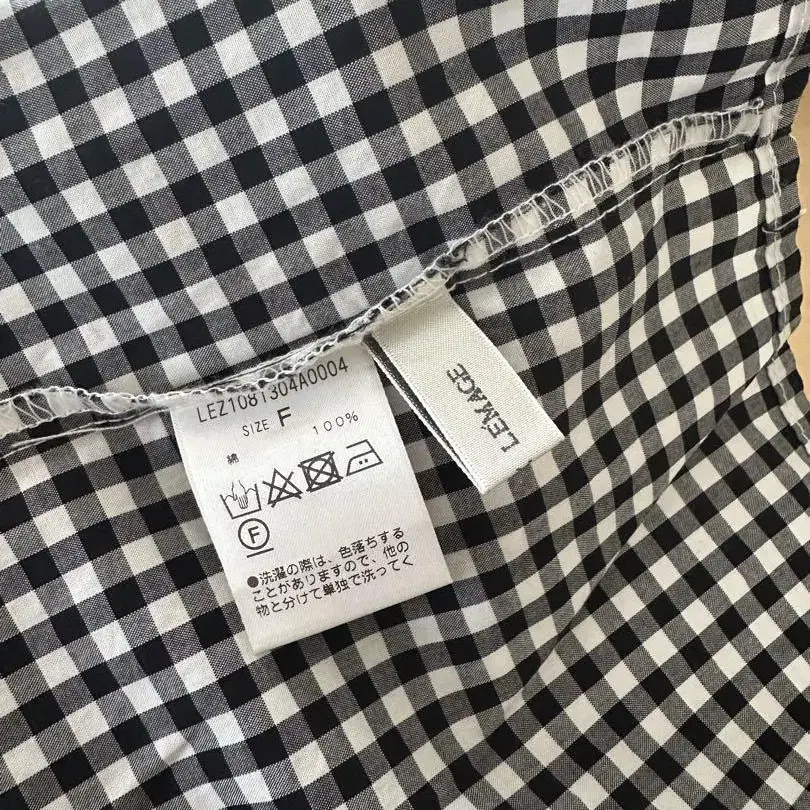 LEZ1081304A0004
SIZE F
綿 100%
F
●洗濯の際は、色落ちする
ことがありますので、他の
物と分けて単独で洗ってく
LEMAGE